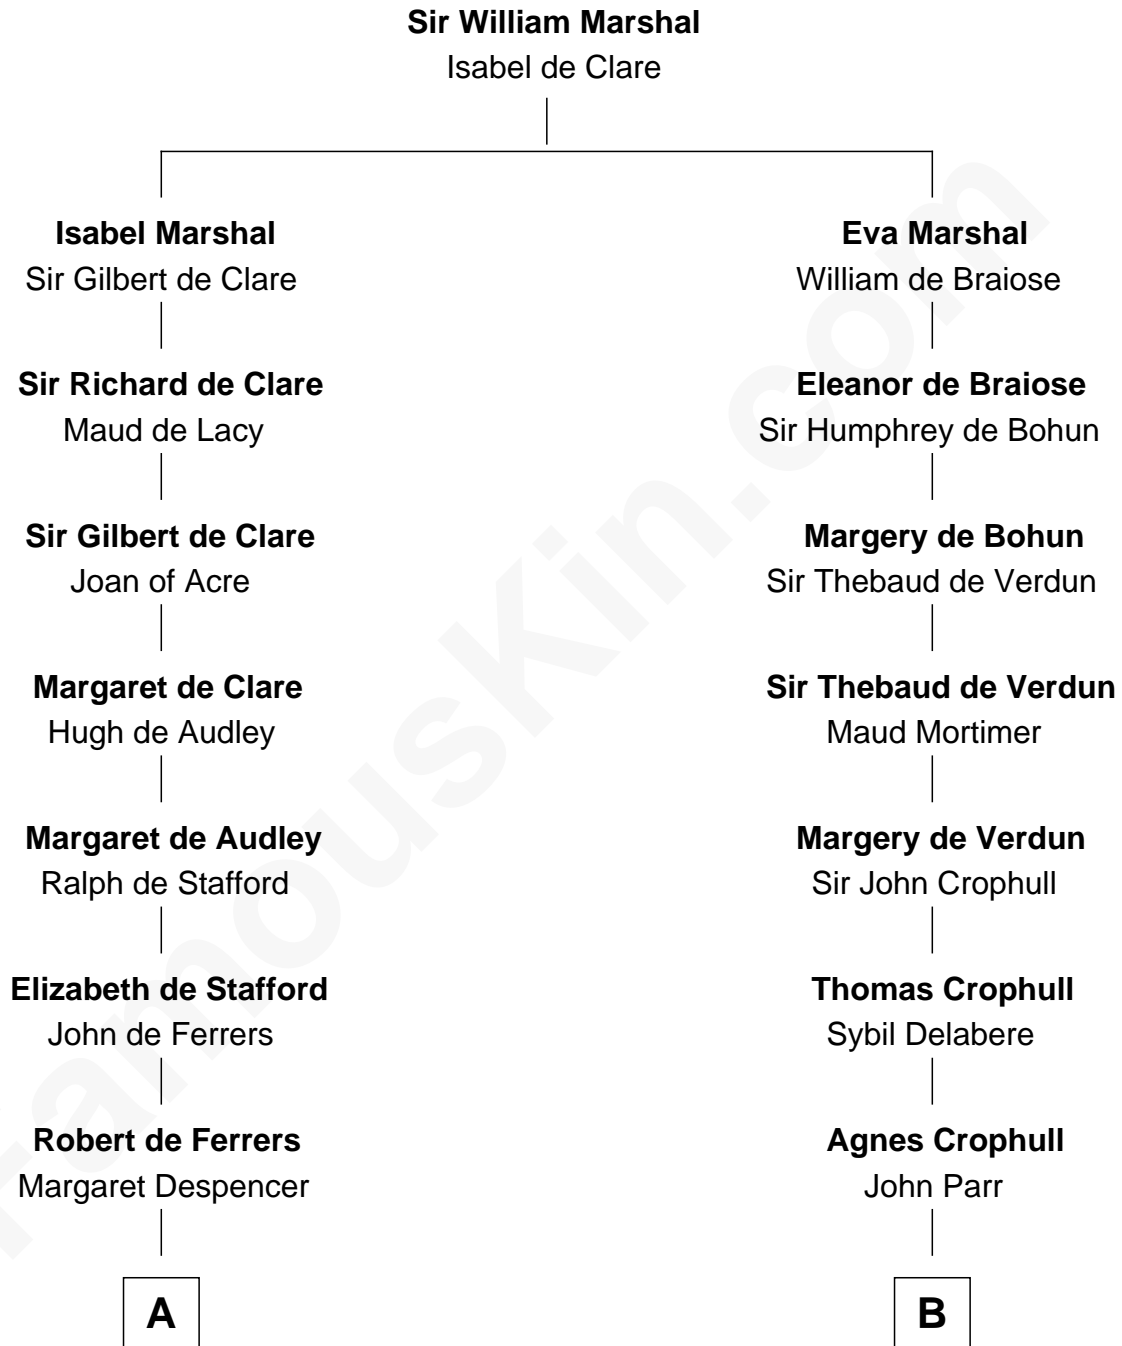 Sir William Marshal
Isabel de Clare
Isabel Marshal
Sir Gilbert de Clare
Eva Marshal
William de Braiose
Sir Richard de Clare
Maud de Lacy
Eleanor de Braiose
Sir Humphrey de Bohun
Sir Gilbert de Clare
Joan of Acre
Margery de Bohun
Sir Thebaud de Verdun
Margaret de Clare
Hugh de Audley
Sir Thebaud de Verdun
Maud Mortimer
Margaret de Audley
Ralph de Stafford
Margery de Verdun
Sir John Crophull
Elizabeth de Stafford
John de Ferrers
Thomas Crophull
Sybil Delabere
Robert de Ferrers
Margaret Despencer
Agnes Crophull
John Parr
A
B
FamousKin.com